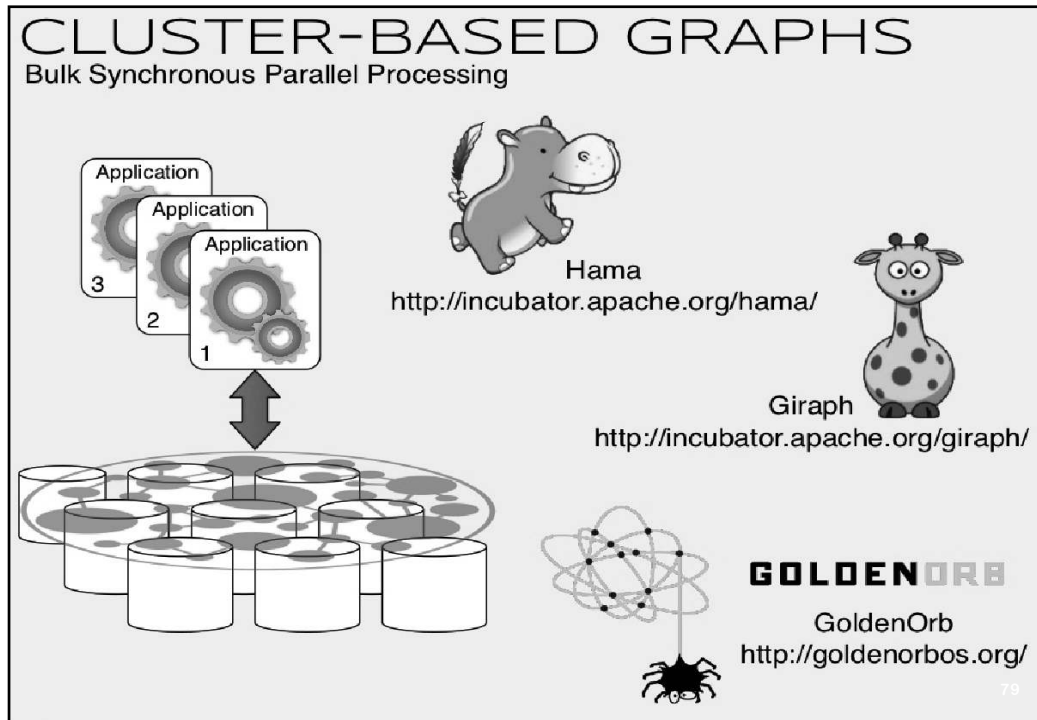 CLUSTER-BASED GRAPHS
Bulk Synchronous Parallel Processing
Application
3
Application
2
Application
1
Hama
http://incubator.apache.org/hama/
Giraph
http://incubator.apache.org/giraph/
GOLDENORB
GoldenOrb
http://goldenorbos.org/
79